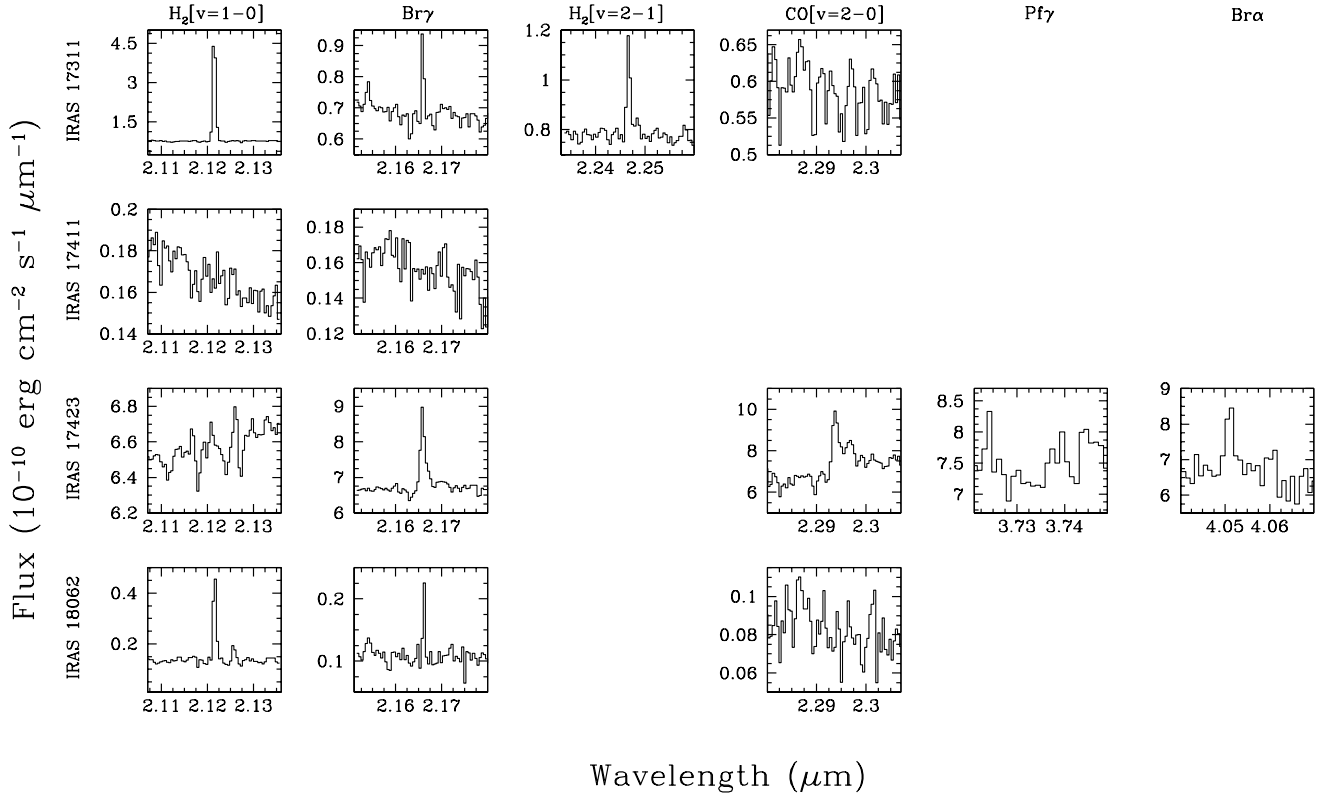 H₂[v=1−0] Brγ H₂[v=2−1] CO[v=2−0] Pfγ Brα
Flux (10⁻¹⁰ erg cm⁻² s⁻¹ μm⁻¹)
IRAS 17311
4.5 3 1.5
2.11 2.12 2.13
0.9 0.8 0.7 0.6
2.16 2.17
1.2 1 0.8
2.24 2.25
0.65 0.6 0.55 0.5
2.29 2.3
IRAS 17411
0.2 0.18 0.16 0.14
2.11 2.12 2.13
0.18 0.16 0.14 0.12
2.16 2.17
IRAS 17423
6.8 6.6 6.4 6.2
2.11 2.12 2.13
9 8 7 6
2.16 2.17
10 8 6
2.29 2.3
8.5 8 7.5 7
3.73 3.74
9 8 7 6
4.05 4.06
IRAS 18062
0.4 0.2
2.11 2.12 2.13
0.2 0.1
2.16 2.17
0.1 0.08 0.06
2.29 2.3
Wavelength (μm)